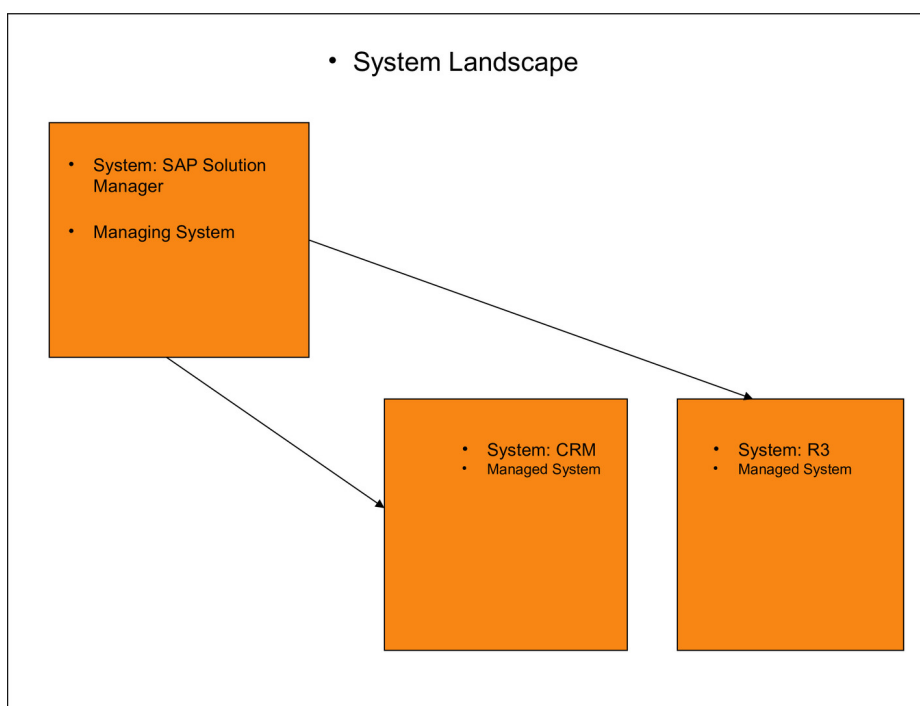 • System Landscape
• System: SAP Solution
Manager
• Managing System
• System: CRM
• Managed System
• System: R3
• Managed System